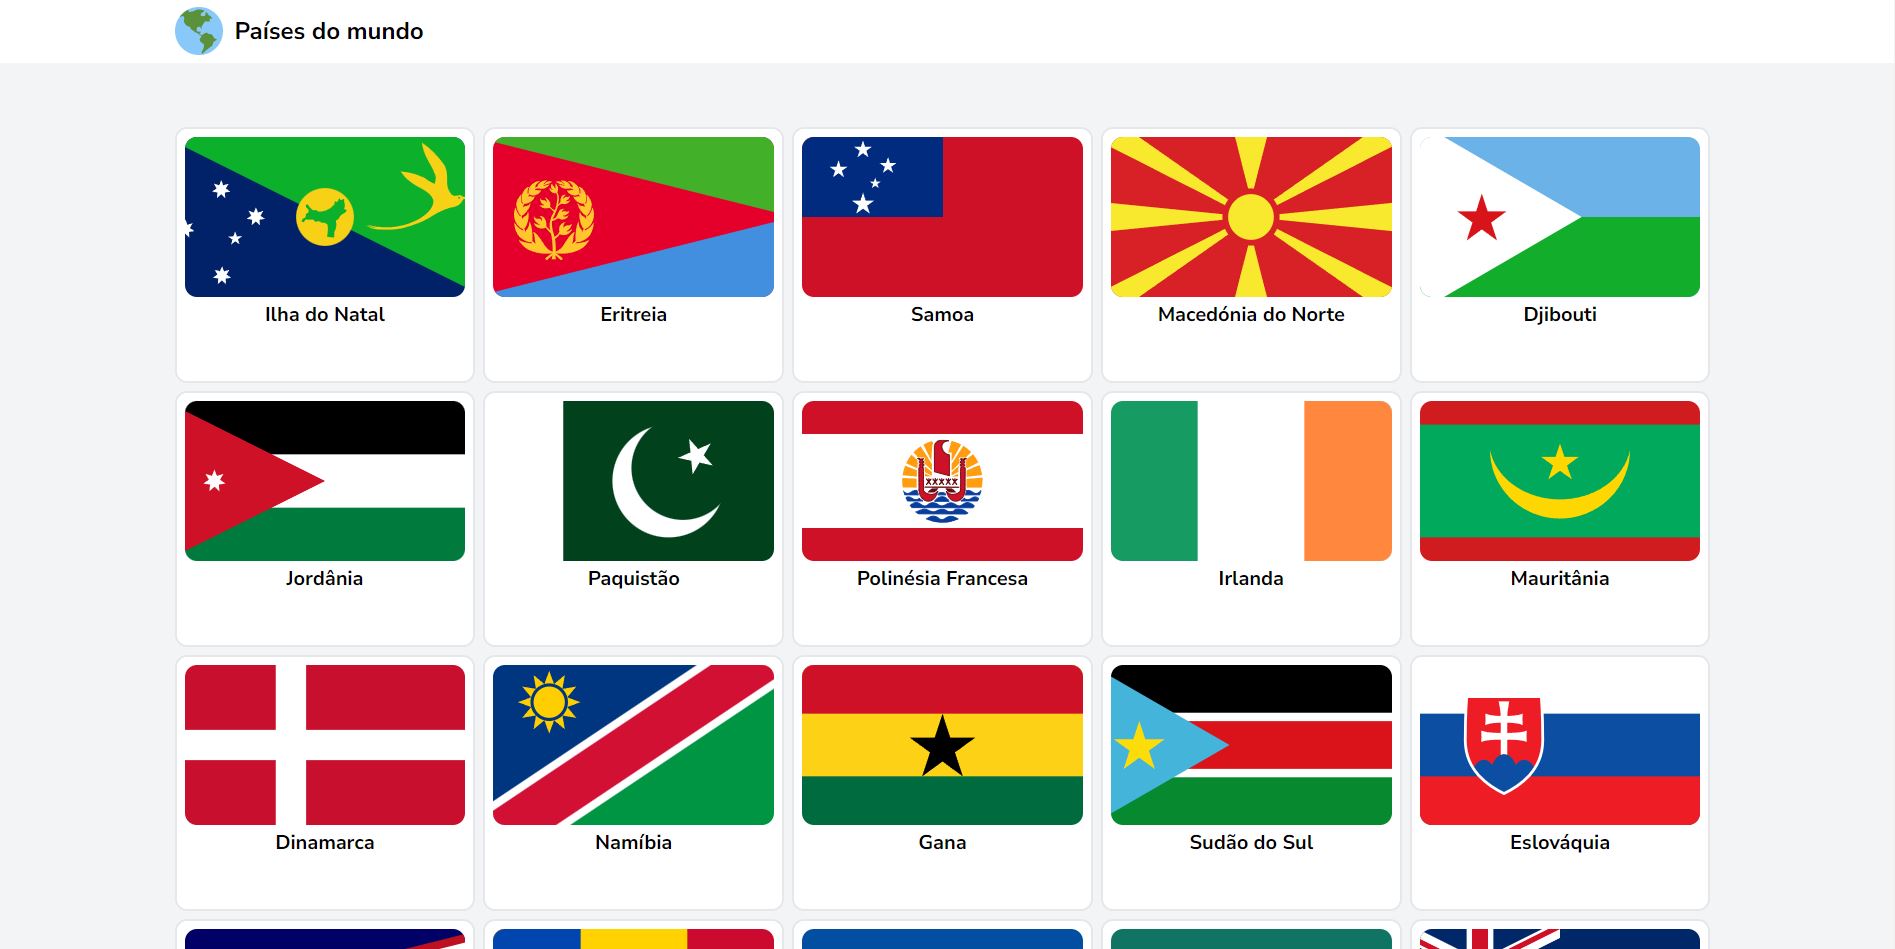 Países do mundo
Ilha do Natal
Eritreia
Samoa
Macedónia do Norte
Djibouti
Jordânia
Paquistão
Polinésia Francesa
Irlanda
Mauritânia
Dinamarca
Namíbia
Gana
Sudão do Sul
Eslováquia